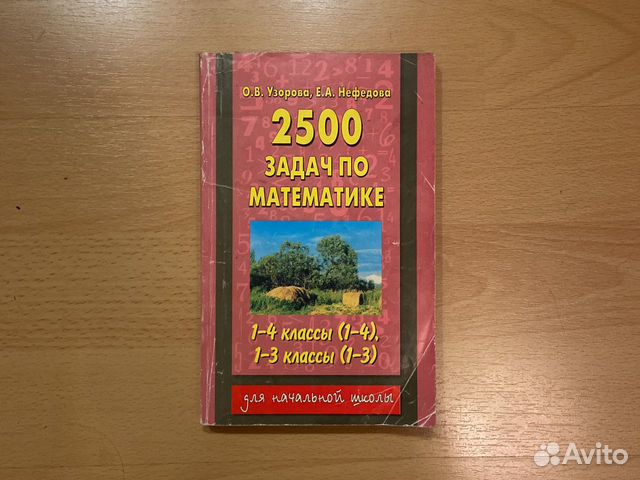 О.В. Узорова, Е.А. Нефедова
2500
ЗАДАЧ ПО
МАТЕМАТИКЕ
1–4 классы (1–4),
1–3 классы (1–3)
для начальной школы
Avito